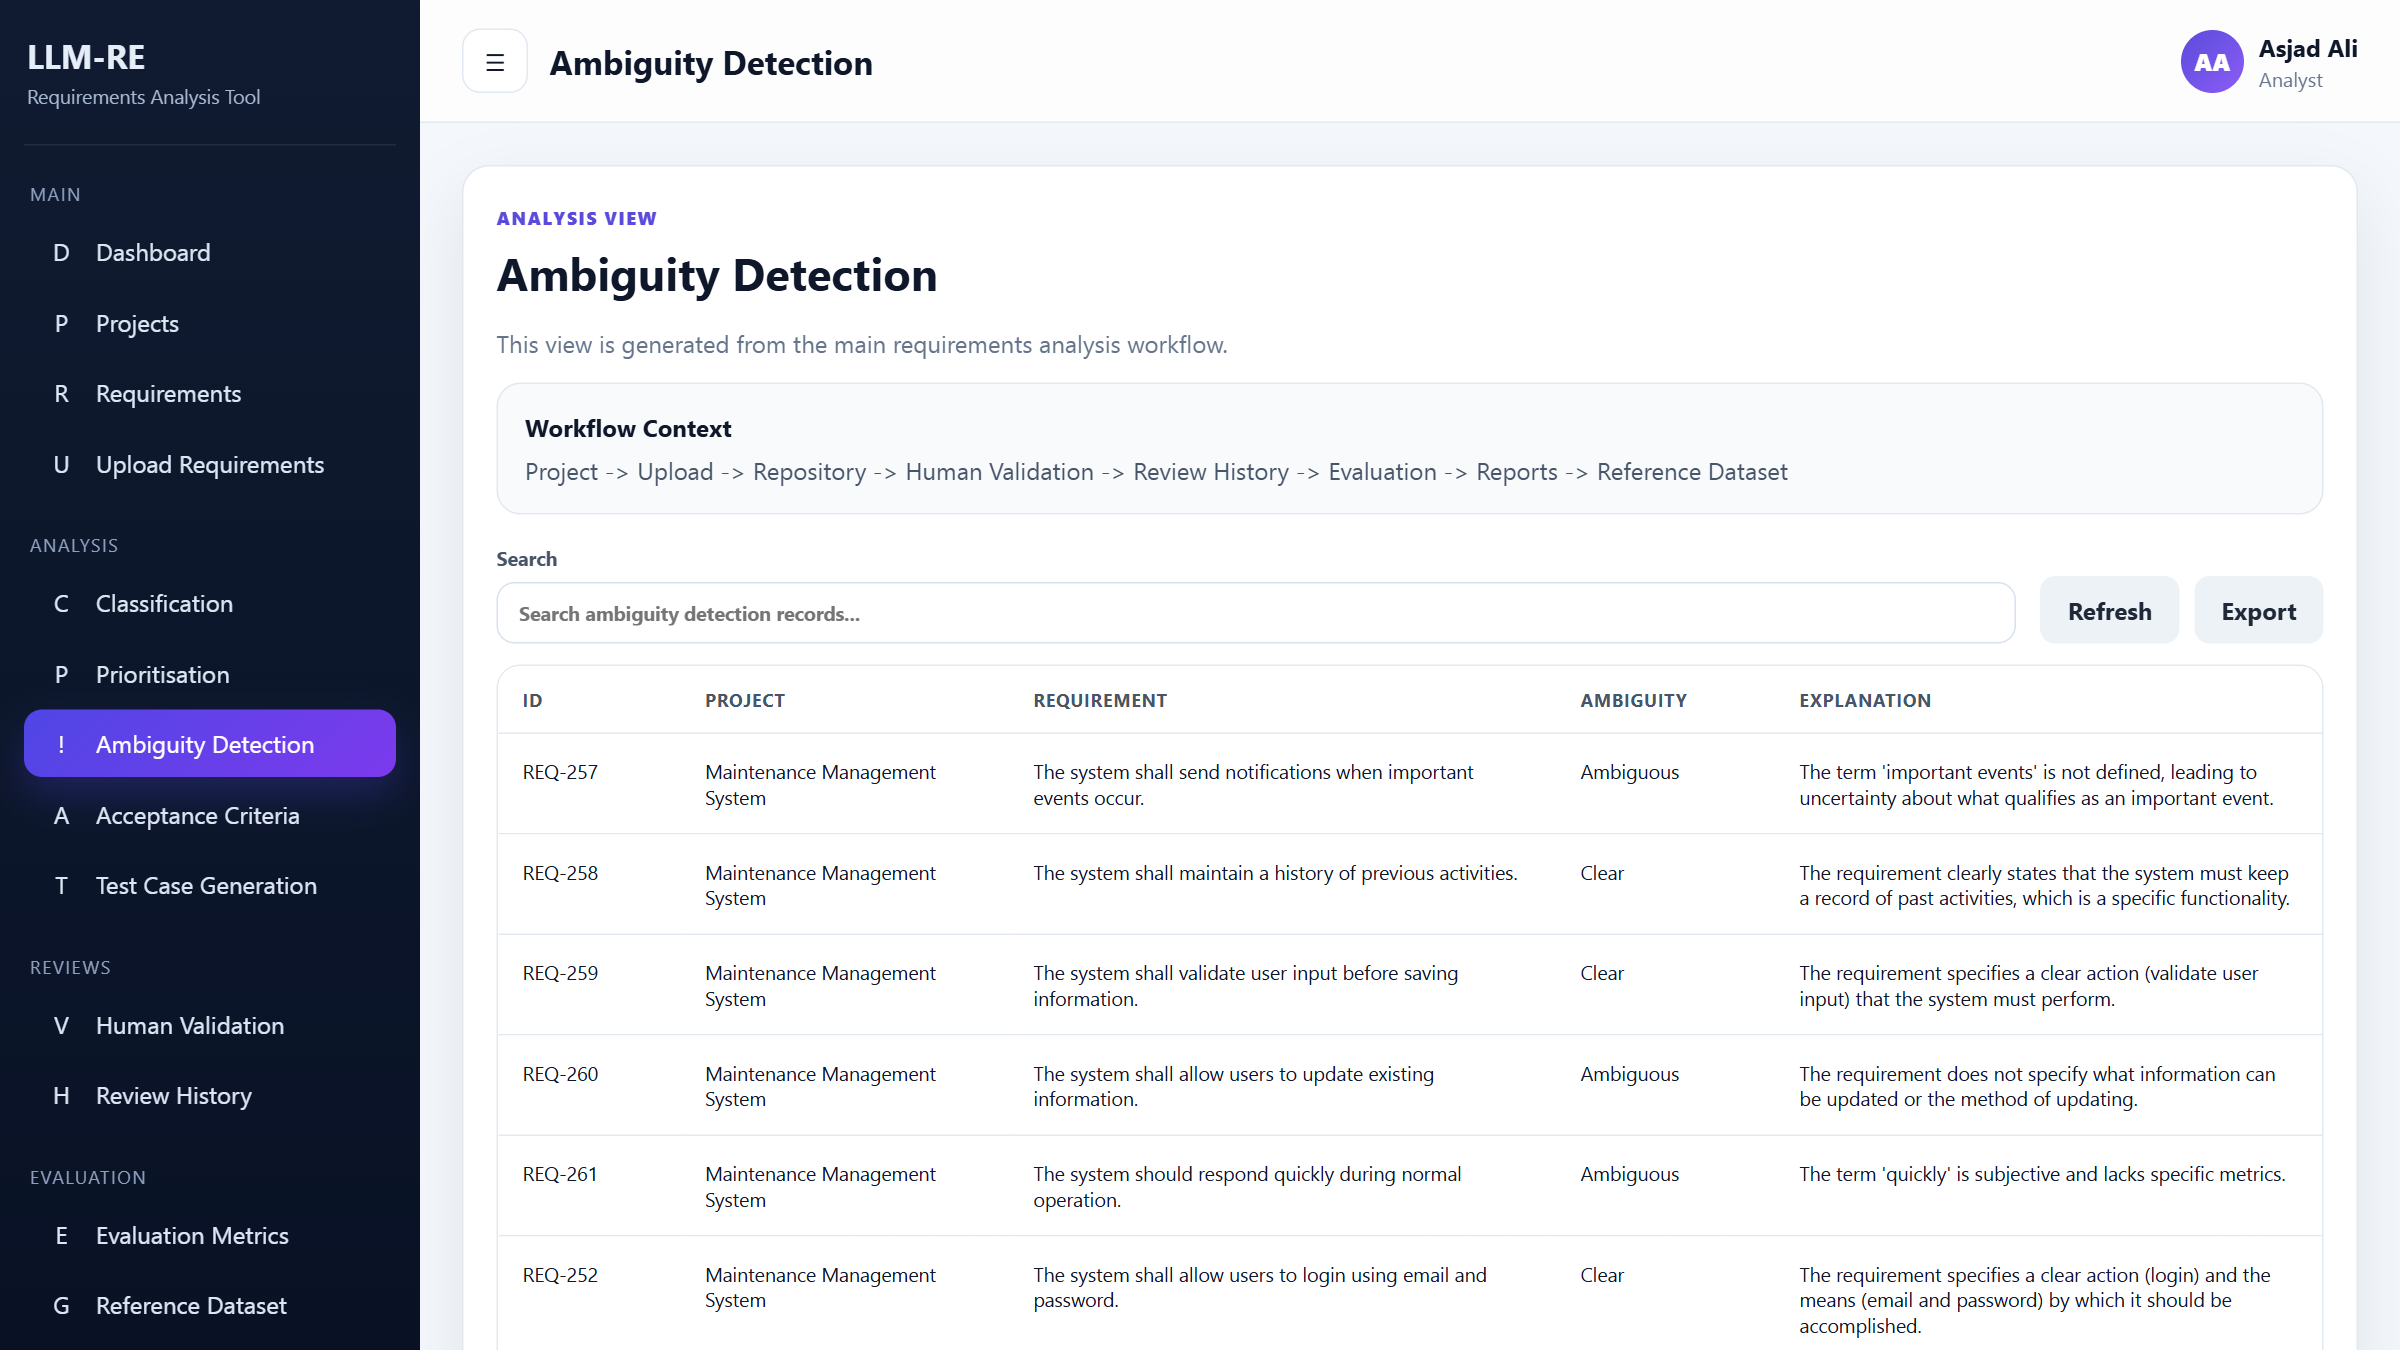 LLM-RE
Requirements Analysis Tool
MAIN
D Dashboard
P Projects
R Requirements
U Upload Requirements
ANALYSIS
C Classification
P Prioritisation
! Ambiguity Detection
A Acceptance Criteria
T Test Case Generation
REVIEWS
V Human Validation
H Review History
EVALUATION
E Evaluation Metrics
G Reference Dataset
☰ Ambiguity Detection
AA Asjad Ali
Analyst
ANALYSIS VIEW
Ambiguity Detection
This view is generated from the main requirements analysis workflow.
Workflow Context
Project -> Upload -> Repository -> Human Validation -> Review History -> Evaluation -> Reports -> Reference Dataset
Search
Search ambiguity detection records...
Refresh Export
ID PROJECT REQUIREMENT AMBIGUITY EXPLANATION
REQ-257 Maintenance Management The system shall send notifications when important Ambiguous The term 'important events' is not defined, leading to
System events occur. uncertainty about what qualifies as an important event.
REQ-258 Maintenance Management The system shall maintain a history of previous activities. Clear The requirement clearly states that the system must keep
System a record of past activities, which is a specific functionality.
REQ-259 Maintenance Management The system shall validate user input before saving Clear The requirement specifies a clear action (validate user
System information. input) that the system must perform.
REQ-260 Maintenance Management The system shall allow users to update existing Ambiguous The requirement does not specify what information can
System information. be updated or the method of updating.
REQ-261 Maintenance Management The system should respond quickly during normal Ambiguous The term 'quickly' is subjective and lacks specific metrics.
System operation.
REQ-252 Maintenance Management The system shall allow users to login using email and Clear The requirement specifies a clear action (login) and the
System password. means (email and password) by which it should be
accomplished.